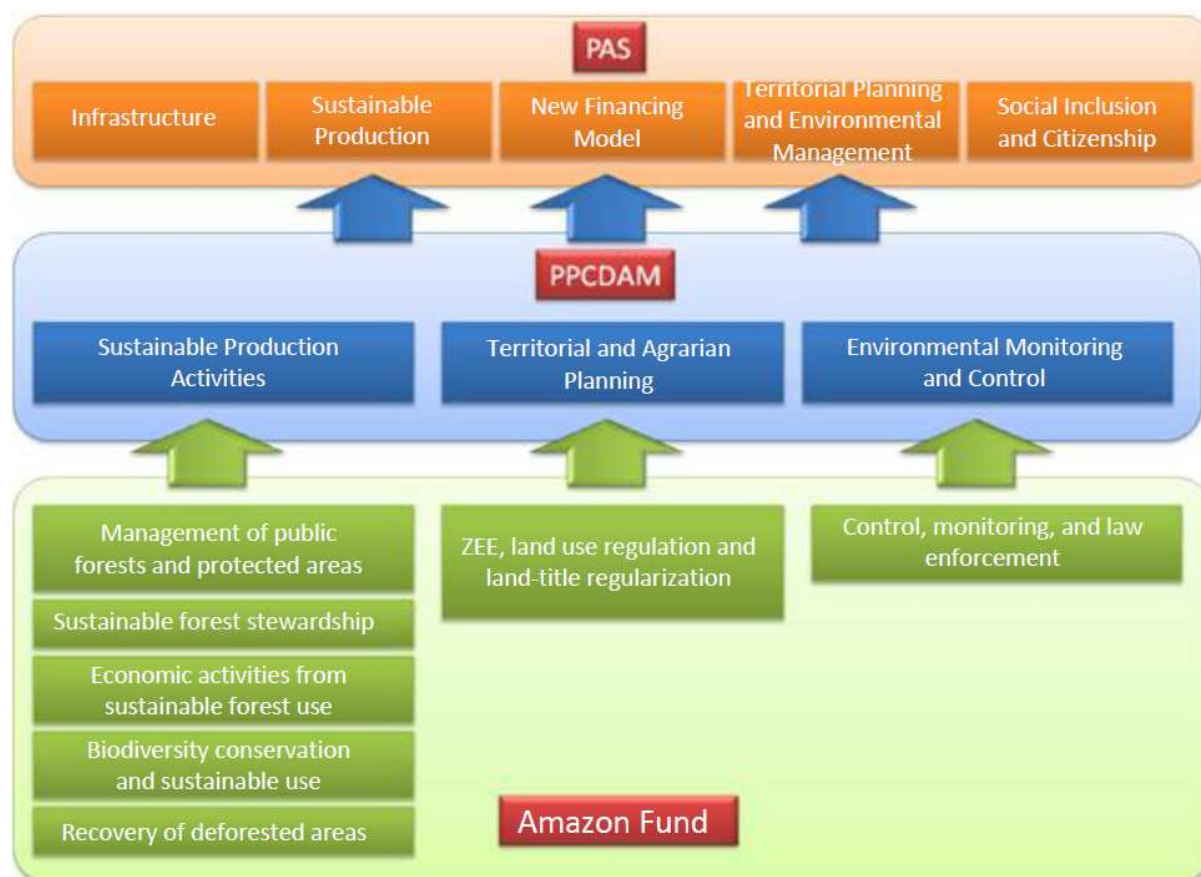 PAS
Infrastructure
Sustainable
Production
New Financing
Model
Territorial Planning
and Environmental
Management
Social Inclusion
and Citizenship
PPCDAM
Sustainable Production
Activities
Territorial and Agrarian
Planning
Environmental Monitoring
and Control
Management of public
forests and protected areas
Sustainable forest stewardship
Economic activities from
sustainable forest use
Biodiversity conservation
and sustainable use
Recovery of deforested areas
ZEE, land use regulation and
land-title regularization
Control, monitoring, and law
enforcement
Amazon Fund